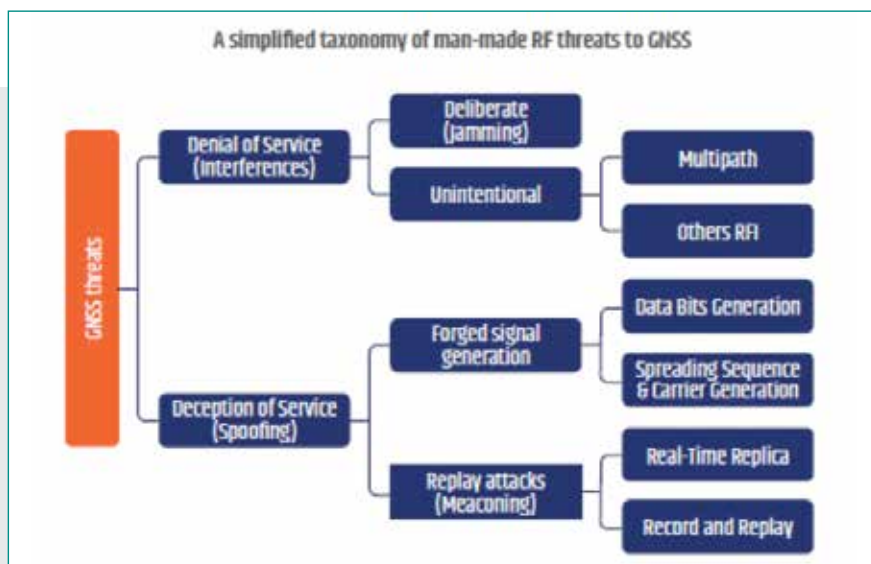 A simplified taxonomy of man-made RF threats to GNSS
GNSS threats
Denial of Service
(Interferences)
Deliberate
(Jamming)
Unintentional
Multipath
Others RFI
Deception of Service
(Spoofing)
Forged signal
generation
Data Bits Generation
Spreading Sequence
& Carrier Generation
Replay attacks
(Meaconing)
Real-Time Replica
Record and Replay